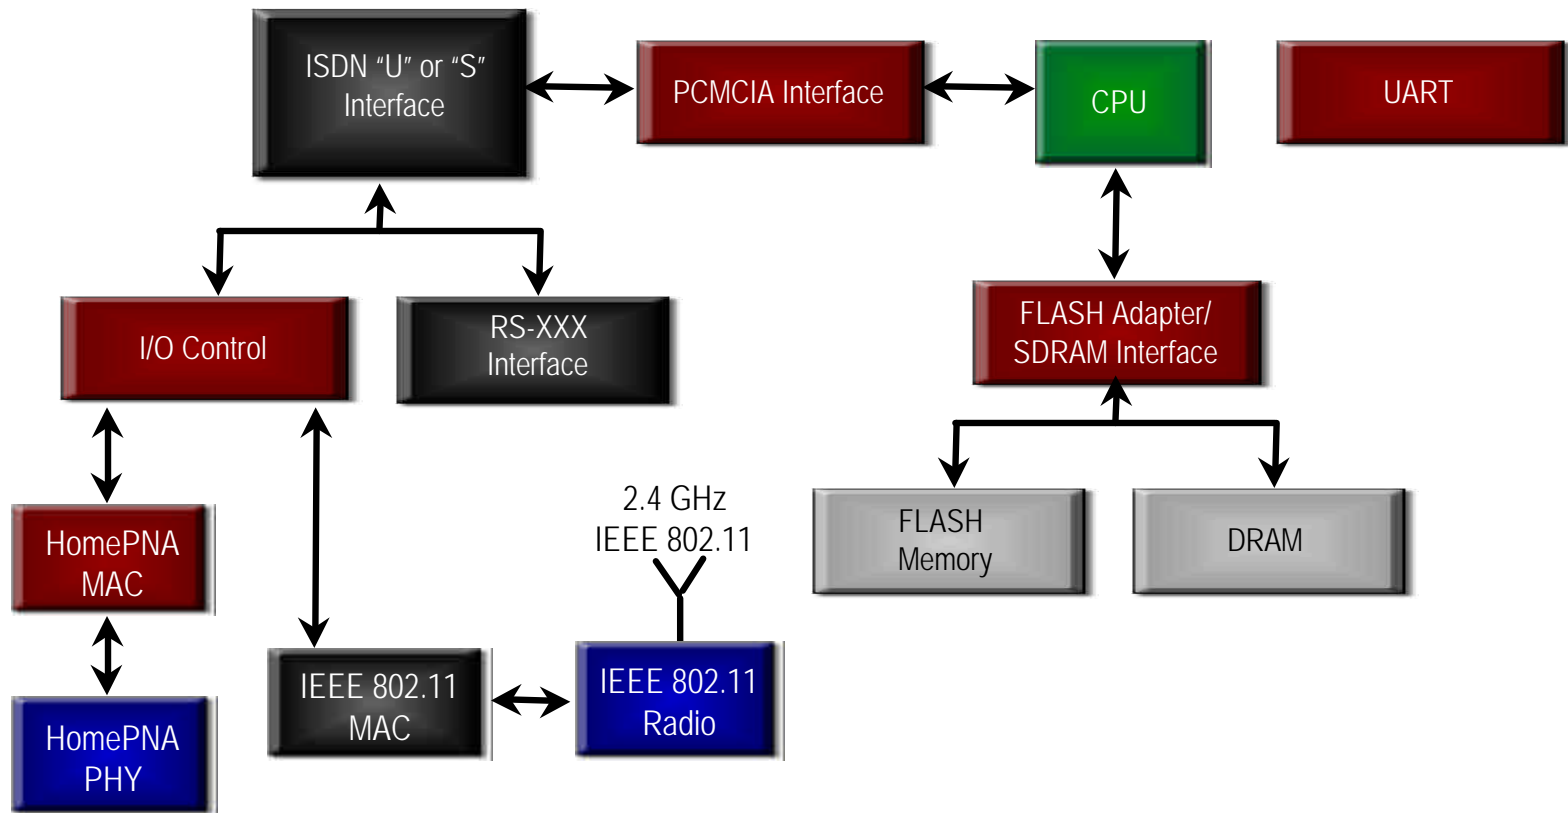 ISDN “U” or “S”
Interface
PCMCIA Interface
CPU
UART
I/O Control
RS-XXX
Interface
FLASH Adapter/
SDRAM Interface
2.4 GHz
IEEE 802.11
FLASH
Memory
DRAM
HomePNA
MAC
IEEE 802.11
MAC
IEEE 802.11
Radio
HomePNA
PHY